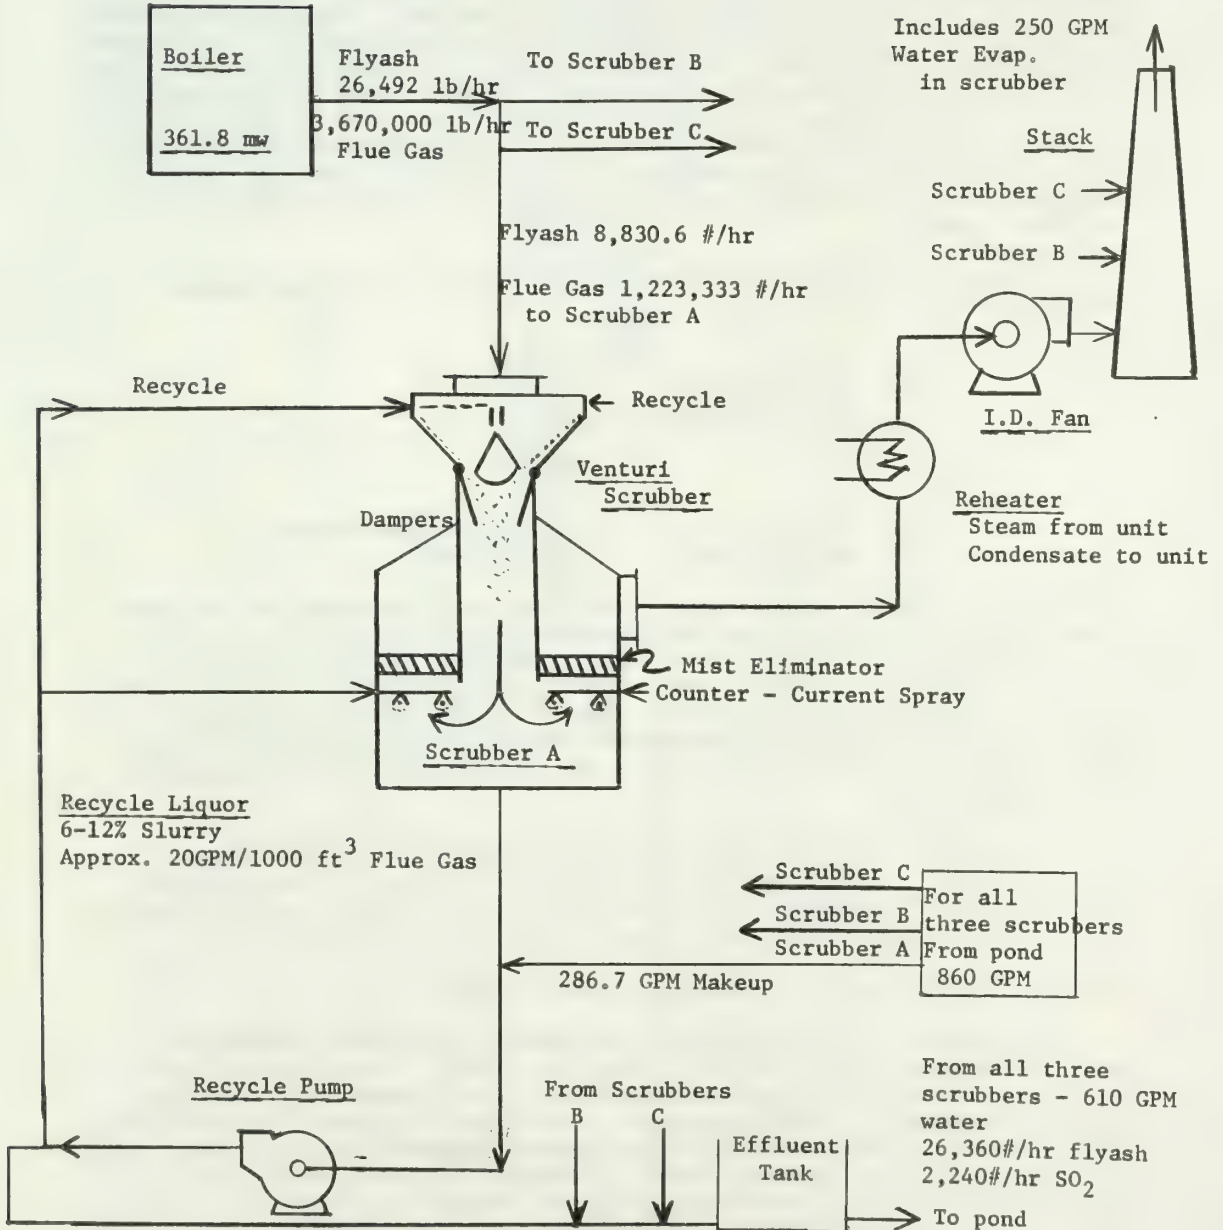 Boiler
361.8 mw
Flyash
26,492 lb/hr
3,670,000 lb/hr
Flue Gas
To Scrubber B
To Scrubber C
Includes 250 GPM
Water Evap.
in scrubber
Stack
Scrubber C
Scrubber B
Flyash 8,830.6 #/hr
Flue Gas 1,223,333 #/hr
to Scrubber A
I.D. Fan
Recycle
Recycle
Venturi
Scrubber
Dampers
Reheater
Steam from unit
Condensate to unit
Mist Eliminator
Counter - Current Spray
Scrubber A
Recycle Liquor
6-12% Slurry
Approx. 20GPM/1000 ft3 Flue Gas
Scrubber C
Scrubber B
Scrubber A
For all
three scrubbers
From pond
860 GPM
286.7 GPM Makeup
Recycle Pump
From Scrubbers
B C
Effluent
Tank
From all three
scrubbers - 610 GPM
water
26,360#/hr flyash
2,240#/hr SO2
To pond